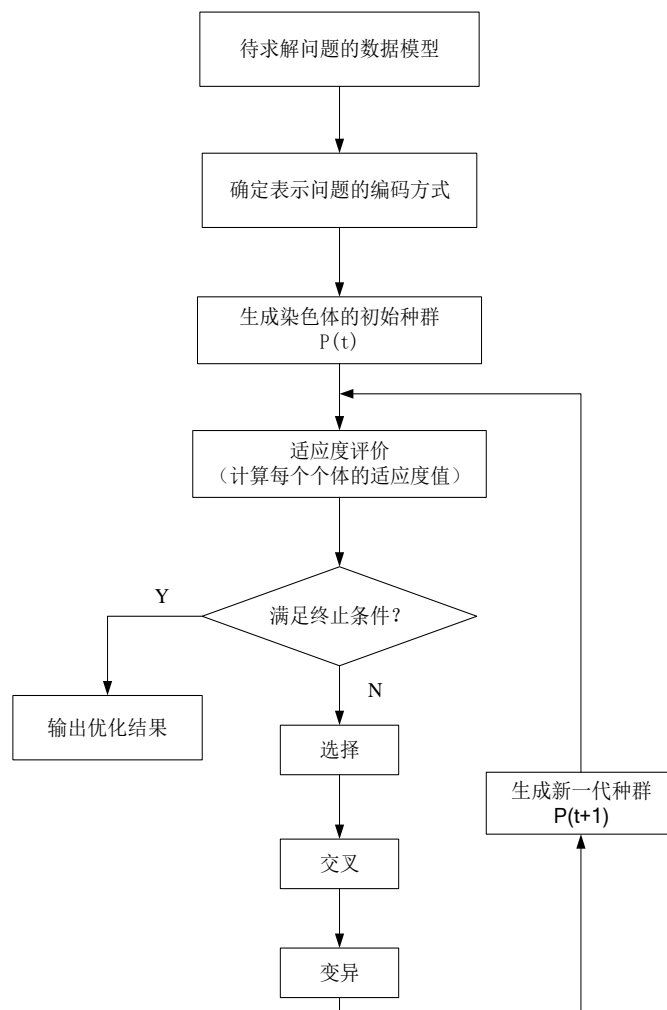 待求解问题的数据模型
确定表示问题的编码方式
生成染色体的初始种群
P(t)
适应度评价
（计算每个个体的适应度值）
满足终止条件？
Y
N
输出优化结果
选择
生成新一代种群
P(t+1)
交叉
变异